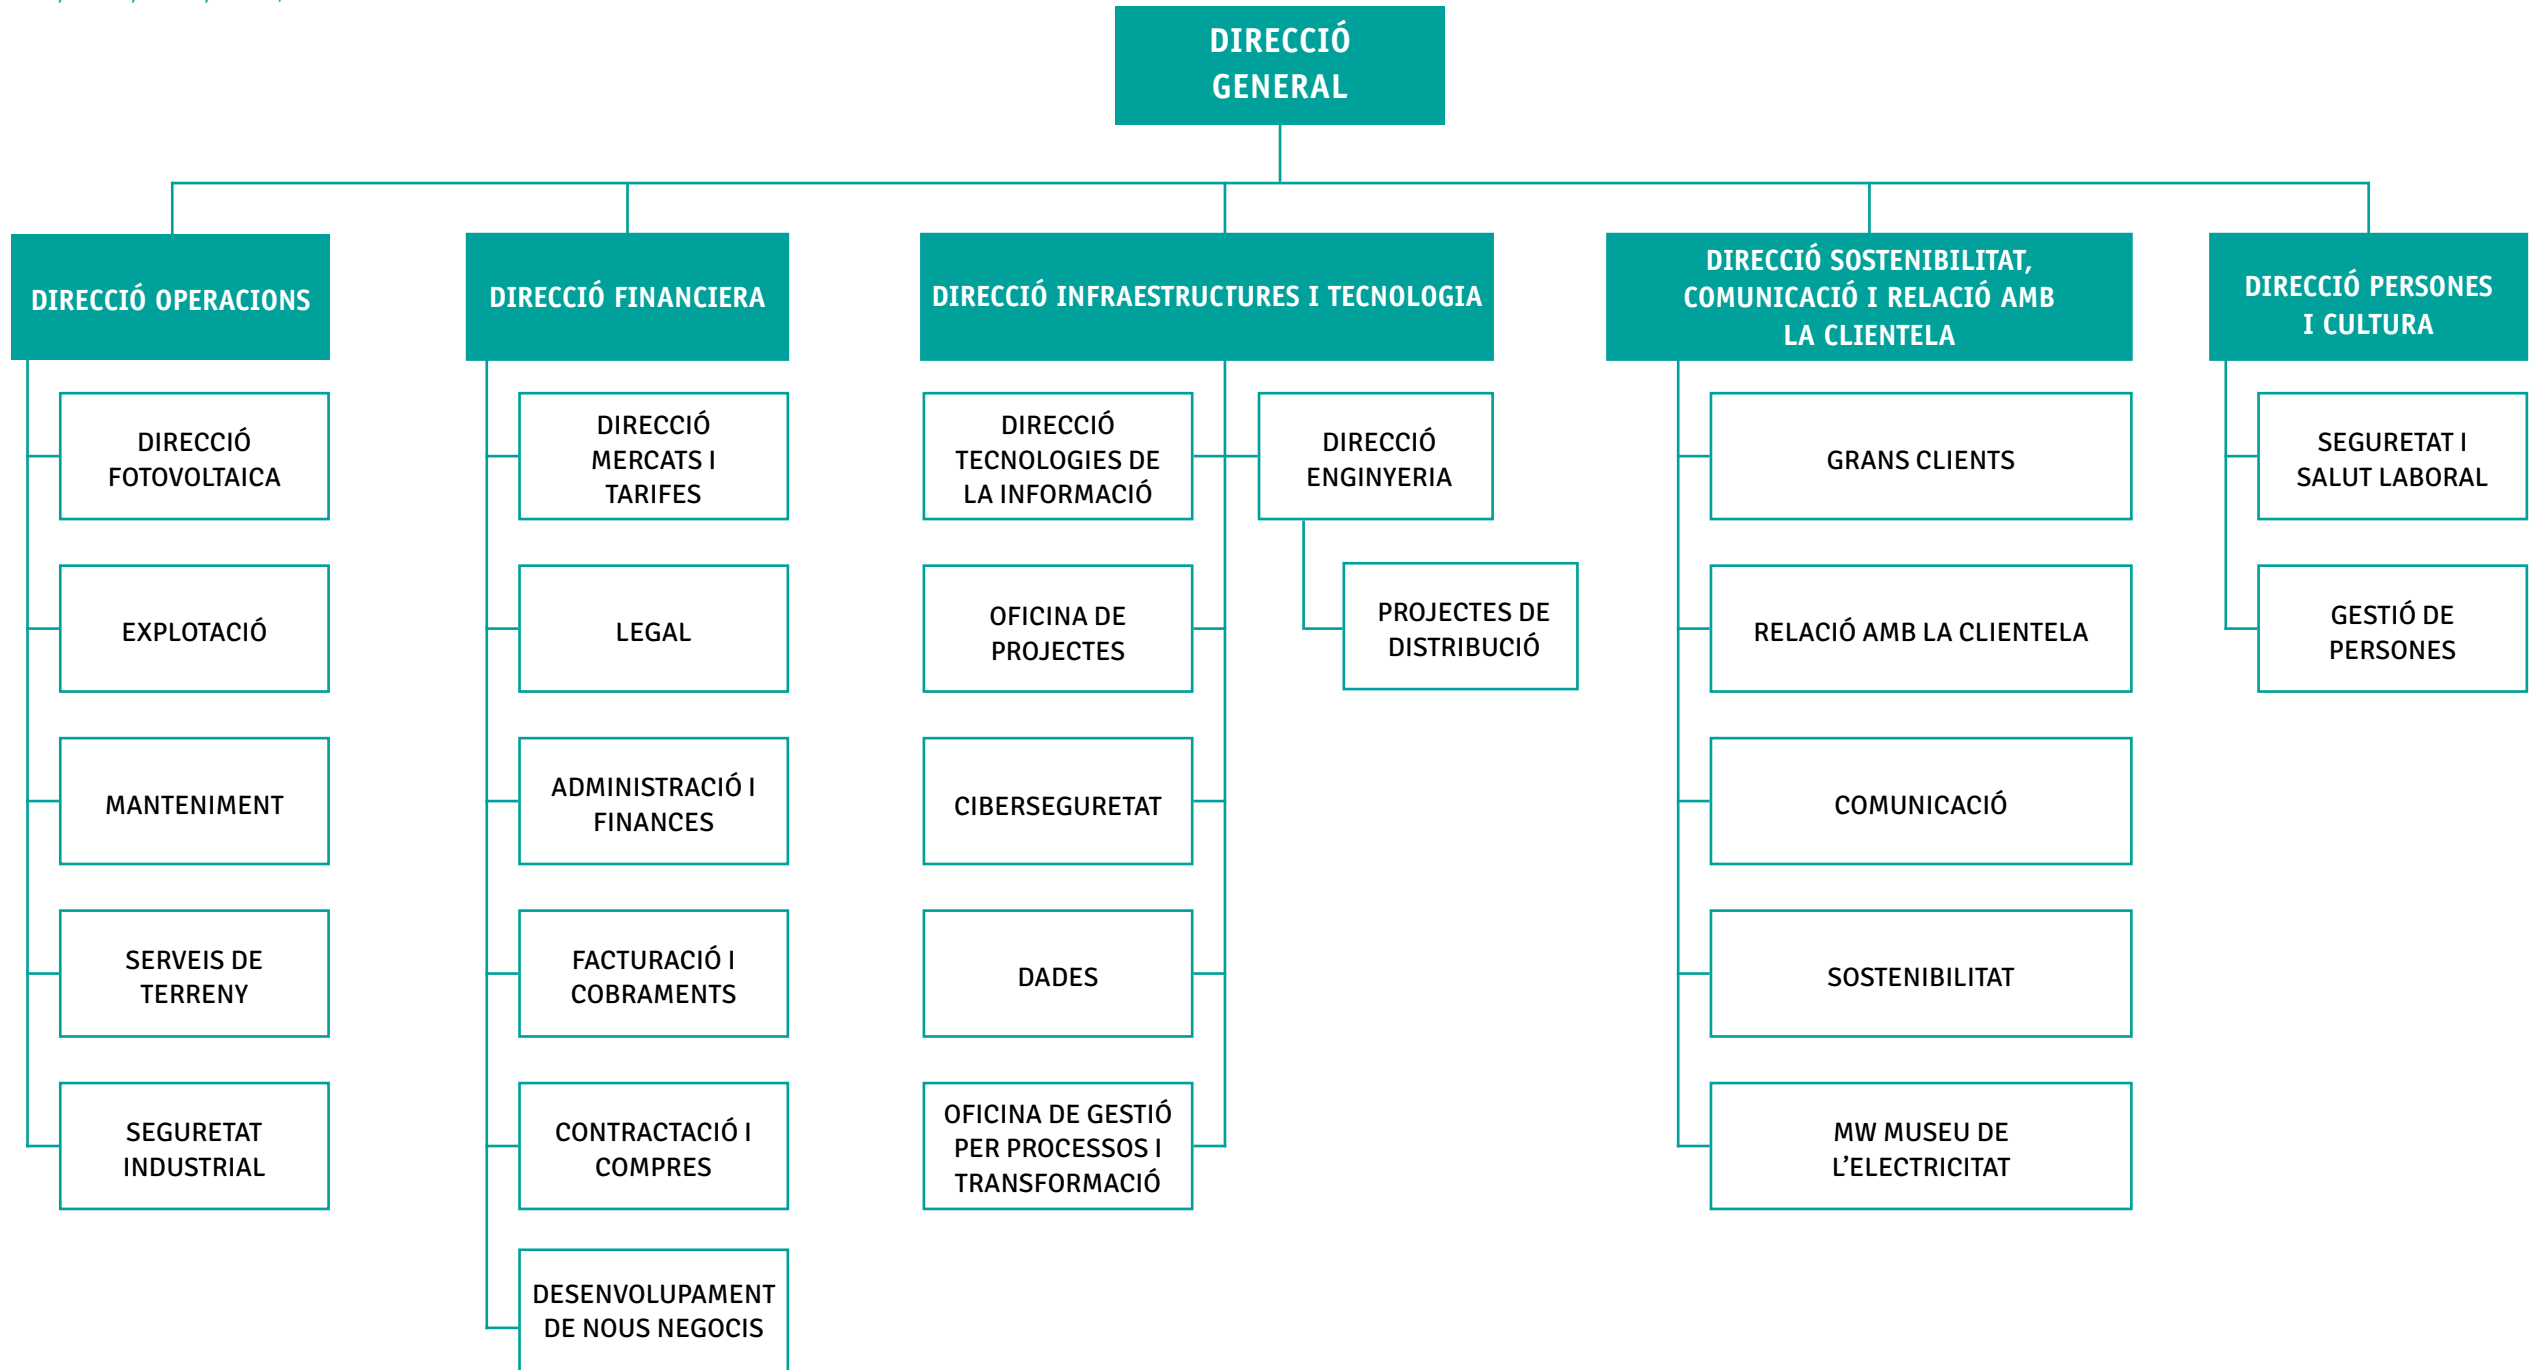 DIRECCIÓ
GENERAL
DIRECCIÓ OPERACIONS
DIRECCIÓ
FOTOVOLTAICA
EXPLOTACIÓ
MANTENIMENT
SERVEIS DE
TERRENY
SEGURETAT
INDUSTRIAL
DIRECCIÓ FINANCIERA
DIRECCIÓ
MERCATS I
TARIFES
LEGAL
ADMINISTRACIÓ I
FINANCES
FACTURACIÓ I
COBRAMENTS
CONTRACTACIÓ I
COMPRES
DESENVOLUPAMENT
DE NOUS NEGOCIS
DIRECCIÓ INFRAESTRUCTURES I TECNOLOGIA
DIRECCIÓ
TECNOLOGIES DE
LA INFORMACIÓ
OFICINA DE
PROJECTES
CIBERSEGURETAT
DADES
OFICINA DE GESTIÓ
PER PROCESSOS I
TRANSFORMACIÓ
DIRECCIÓ
ENGINYERIA
PROJECTES DE
DISTRIBUCIÓ
DIRECCIÓ SOSTENIBILITAT,
COMUNICACIÓ I RELACIÓ AMB
LA CLIENTELA
GRANS CLIENTS
RELACIÓ AMB LA CLIENTELA
COMUNICACIÓ
SOSTENIBILITAT
MW MUSEU DE
L’ELECTRICITAT
DIRECCIÓ PERSONES
I CULTURA
SEGURETAT I
SALUT LABORAL
GESTIÓ DE
PERSONES